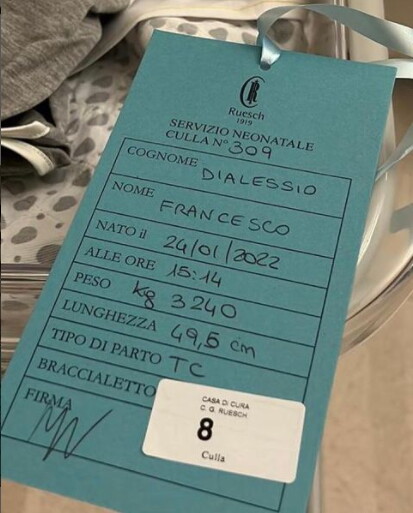 Ruesch
1919
SERVIZIO NEONATALE
CULLA N° 309
COGNOME DIALESSIO
NOME FRANCESCO
NATO il 24/01/2022
ALLE ORE 15:14
PESO kg 3240
LUNGHEZZA 49,5 cm
TIPO DI PARTO TC
BRACCIALETTO
FIRMA
CASA DI CURA
C. G. RUESCH
8
Culla